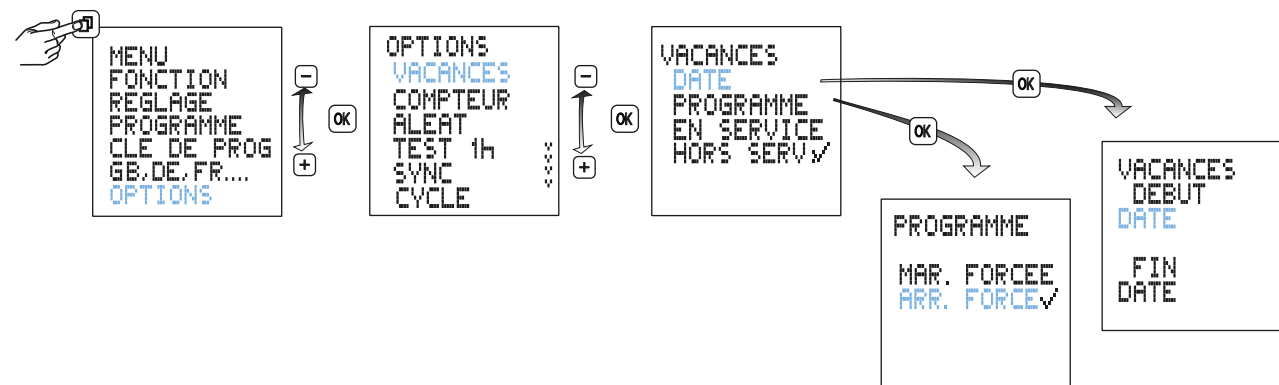 MENU
FONCTION
REGLAGE
PROGRAMME
CLE DE PROG
GB,DE,FR....
OPTIONS
−
OK
+
OPTIONS
VACANCES
COMPTEUR
ALEAT
TEST 1h
SYNC
CYCLE
−
OK
+
VACANCES
DATE
PROGRAMME
EN SERVICE
HORS SERV✓
OK
OK
PROGRAMME
MAR. FORCEE
ARR. FORCE✓
VACANCES
DEBUT
DATE
FIN
DATE